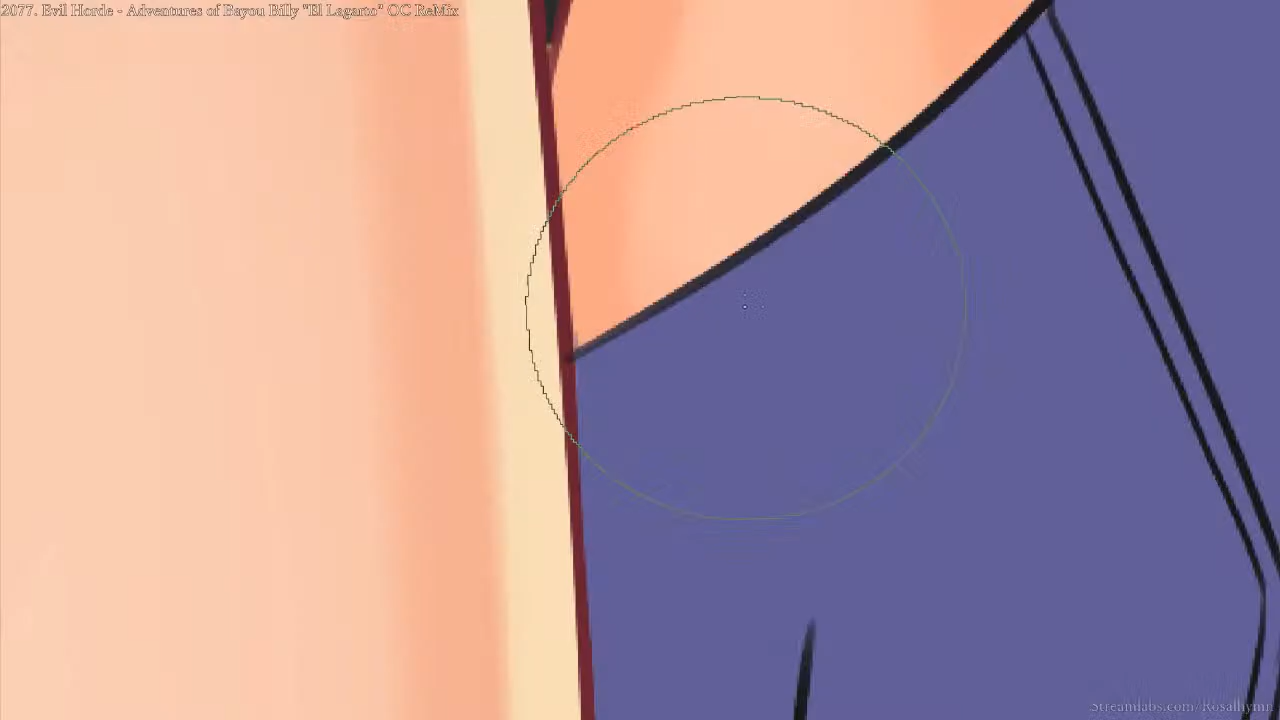 2077. Evil Horde - Adventures of Bayou Billy "El Lagarto" OC ReMix
Streamlabs.com/Rosalhymn